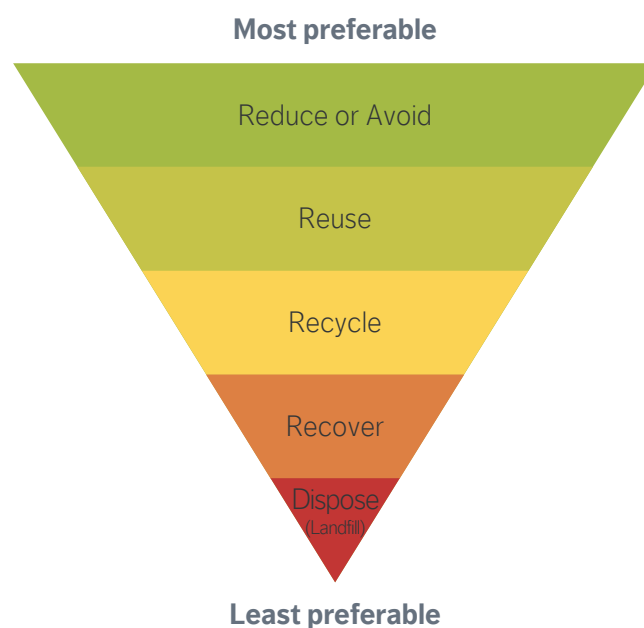 Most preferable
Reduce or Avoid
Reuse
Recycle
Recover
Dispose
(Landfill)
Least preferable